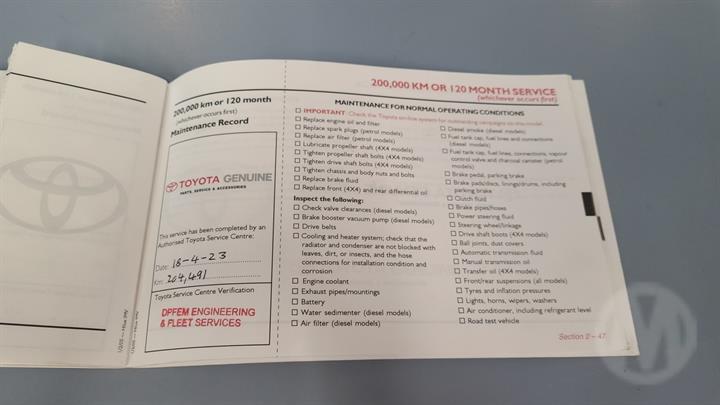 200,000 km or 120 month
(whichever occurs first)
Maintenance Record
TOYOTA GENUINE
PARTS, SERVICE & ACCESSORIES
This service has been completed by an
Authorised Toyota Service Centre:
Date: 18-4-23
Km: 204,491
Toyota Service Centre Verification
DPFEM ENGINEERING
& FLEET SERVICES
200,000 KM OR 120 MONTH SERVICE
(whichever occurs first)
MAINTENANCE FOR NORMAL OPERATING CONDITIONS
IMPORTANT: Check the Toyota on-line system for outstanding campaigns on this model.
Replace engine oil and filter
Replace spark plugs (petrol models)
Replace air filter (petrol models)
Lubricate propeller shaft (4X4 models)
Tighten propeller shaft bolts (4X4 models)
Tighten drive shaft bolts (4X4 models)
Tighten chassis and body nuts and bolts
Replace brake fluid
Replace front (4X4) and rear differential oil
Inspect the following:
Check valve clearances (diesel models)
Brake booster vacuum pump (diesel models)
Drive belts
Cooling and heater system; check that the
radiator and condenser are not blocked with
leaves, dirt, or insects, and the hose
connections for installation condition and
corrosion
Engine coolant
Exhaust pipes/mountings
Battery
Water sedimenter (diesel models)
Air filter (diesel models)
Diesel smoke (diesel models)
Fuel tank cap, fuel lines and connections
(diesel models)
Fuel tank cap, fuel lines, connections, vapour
control valve and charcoal canister (petrol
models)
Brake pedal, parking brake
Brake pads/discs, linings/drums, including
parking brake
Clutch fluid
Brake pipes/hoses
Power steering fluid
Steering wheel/linkage
Drive shaft boots (4X4 models)
Ball joints, dust covers
Automatic transmission fluid
Manual transmission oil
Transfer oil (4X4 models)
Front/rear suspensions (all models)
Tyres and inflation pressures
Lights, horns, wipers, washers
Air conditioner, including refrigerant level
Road test vehicle
Section 2 – 47